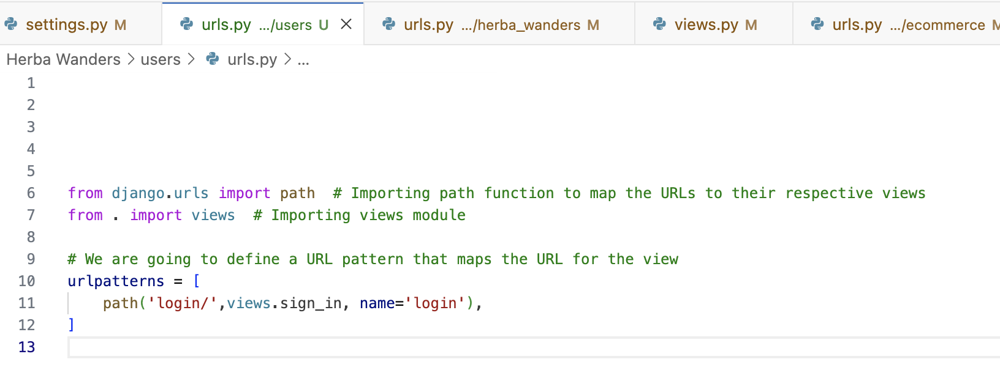 settings.py M urls.py .../users U urls.py .../herba_wanders M views.py M urls.py .../ecommerce M
Herba Wanders > users > urls.py > ...
1
2
3
4
5
6 from django.urls import path  # Importing path function to map the URLs to their respective views
7 from . import views  # Importing views module
8
9 # We are going to define a URL pattern that maps the URL for the view
10 urlpatterns = [
11     path('login/',views.sign_in, name='login'),
12 ]
13